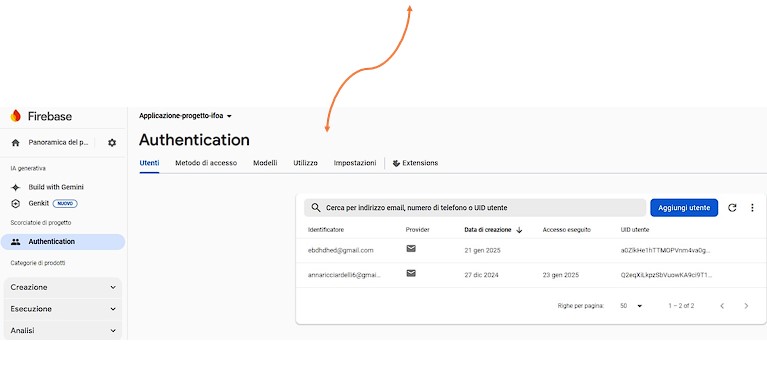 Firebase
Applicazione-progetto-ifoa
Panoramica del p...
Authentication
Utenti Metodo di accesso Modelli Utilizzo Impostazioni Extensions
IA generativa
Build with Gemini
Genkit NUOVO
Scorciatoie di progetto
Authentication
Categorie di prodotti
Creazione
Esecuzione
Analisi
Cerca per indirizzo email, numero di telefono o UID utente Aggiungi utente
Identificatore Provider Data di creazione Accesso eseguito UID utente
ebdhdhed@gmail.com 21 gen 2025
annaricciardelli6@gmai... 27 dic 2024 23 gen 2025
Righe per pagina: 50 1 – 2 of 2